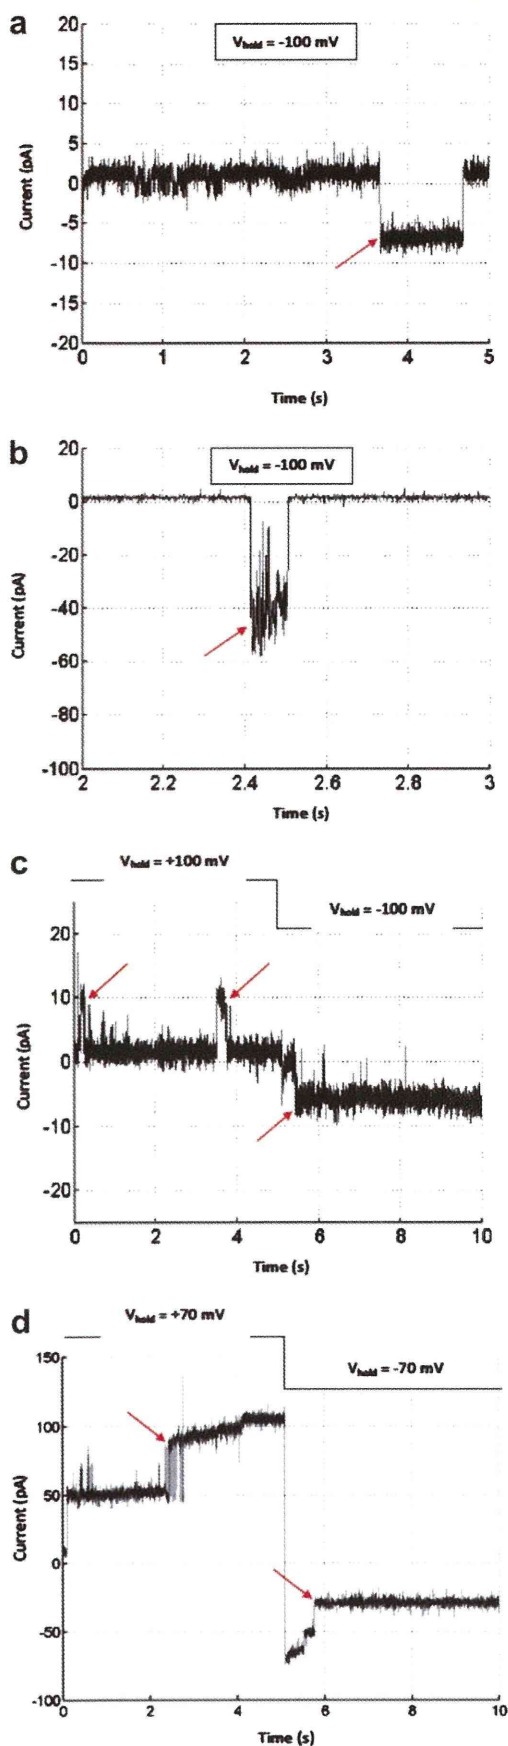 a
V_hold = -100 mV
20
15
10
5
0
-5
-10
-15
-20
Current (pA)
0 1 2 3 4 5
Time (s)
b
V_hold = -100 mV
20
0
-20
-40
-60
-80
-100
Current (pA)
2 2.2 2.4 2.6 2.8 3
Time (s)
c
V_hold = +100 mV
V_hold = -100 mV
20
10
0
-10
-20
Current (pA)
0 2 4 6 8 10
Time (s)
d
V_hold = +70 mV
V_hold = -70 mV
150
100
50
0
-50
-100
Current (pA)
0 2 4 6 8 10
Time (s)